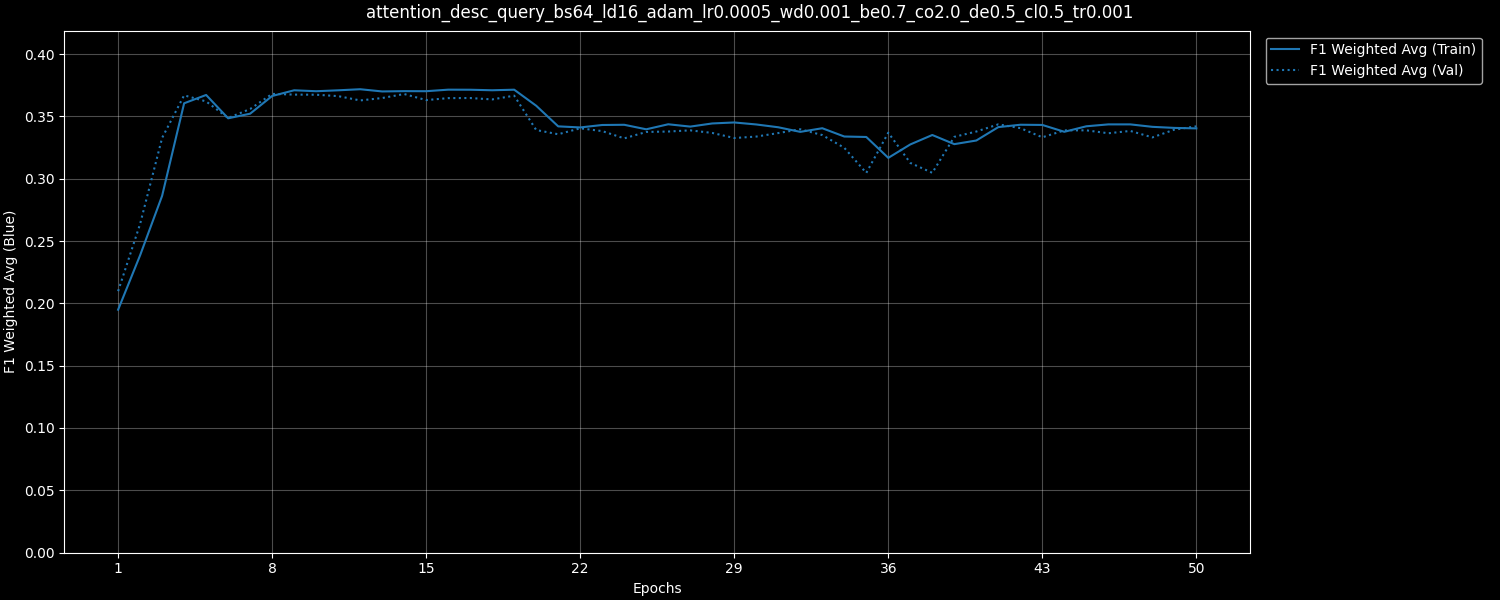 attention_desc_query_bs64_ld16_adam_lr0.0005_wd0.001_be0.7_co2.0_de0.5_cl0.5_tr0.001
F1 Weighted Avg (Train)
F1 Weighted Avg (Val)
F1 Weighted Avg (Blue)
0.40
0.35
0.30
0.25
0.20
0.15
0.10
0.05
0.00
1 8 15 22 29 36 43 50
Epochs